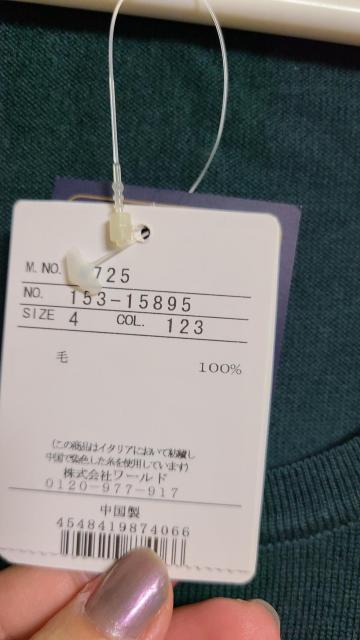 M. NO. 725
NO. 153-15895
SIZE 4 COL. 123
毛 100%
(この商品はイタリアにおいて紡績し
中国で染色した糸を使用しています)
株式会社ワールド
0120-977-917
中国製
4548419874066